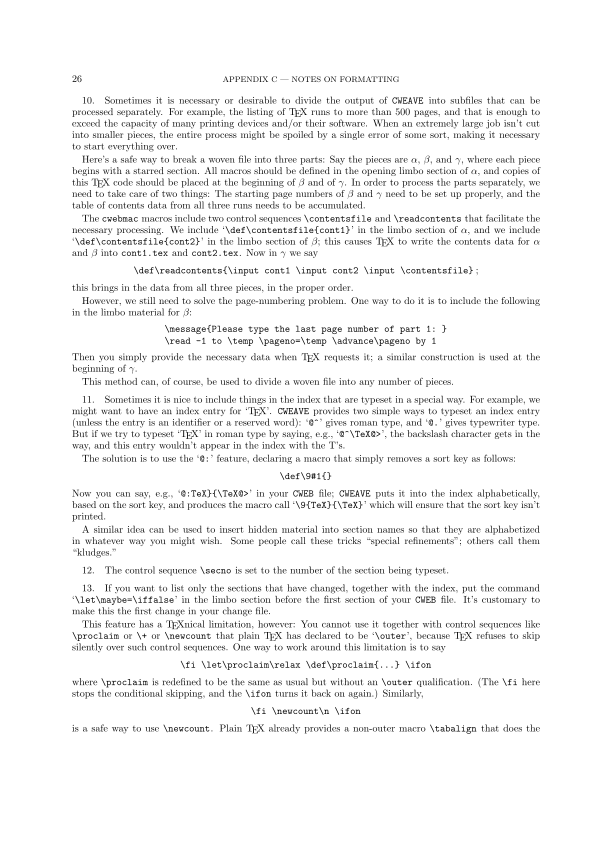 26 APPENDIX C — NOTES ON FORMATTING
10. Sometimes it is necessary or desirable to divide the output of CWEAVE into subfiles that can be
processed separately. For example, the listing of TEX runs to more than 500 pages, and that is enough to
exceed the capacity of many printing devices and/or their software. When an extremely large job isn't cut
into smaller pieces, the entire process might be spoiled by a single error of some sort, making it necessary
to start everything over.
Here's a safe way to break a woven file into three parts: Say the pieces are α, β, and γ, where each piece
begins with a starred section. All macros should be defined in the opening limbo section of α, and copies of
this TEX code should be placed at the beginning of β and of γ. In order to process the parts separately, we
need to take care of two things: The starting page numbers of β and γ need to be set up properly, and the
table of contents data from all three runs needs to be accumulated.
The cwebmac macros include two control sequences \contentsfile and \readcontents that facilitate the
necessary processing. We include '\def\contentsfile{cont1}' in the limbo section of α, and we include
'\def\contentsfile{cont2}' in the limbo section of β; this causes TEX to write the contents data for α
and β into cont1.tex and cont2.tex. Now in γ we say
\def\readcontents{\input cont1 \input cont2 \input \contentsfile};
this brings in the data from all three pieces, in the proper order.
However, we still need to solve the page-numbering problem. One way to do it is to include the following
in the limbo material for β:
\message{Please type the last page number of part 1: }
\read -1 to \temp \pageno=\temp \advance\pageno by 1
Then you simply provide the necessary data when TEX requests it; a similar construction is used at the
beginning of γ.
This method can, of course, be used to divide a woven file into any number of pieces.
11. Sometimes it is nice to include things in the index that are typeset in a special way. For example, we
might want to have an index entry for 'TEX'. CWEAVE provides two simple ways to typeset an index entry
(unless the entry is an identifier or a reserved word): '@^' gives roman type, and '@.' gives typewriter type.
But if we try to typeset 'TEX' in roman type by saying, e.g., '@^\TeX@>', the backslash character gets in the
way, and this entry wouldn't appear in the index with the T's.
The solution is to use the '@:' feature, declaring a macro that simply removes a sort key as follows:
\def\9#1{}
Now you can say, e.g., '@:TeX}{\TeX@>' in your CWEB file; CWEAVE puts it into the index alphabetically,
based on the sort key, and produces the macro call '\9{TeX}{\TeX}' which will ensure that the sort key isn't
printed.
A similar idea can be used to insert hidden material into section names so that they are alphabetized
in whatever way you might wish. Some people call these tricks "special refinements"; others call them
"kludges."
12. The control sequence \secno is set to the number of the section being typeset.
13. If you want to list only the sections that have changed, together with the index, put the command
'\let\maybe=\iffalse' in the limbo section before the first section of your CWEB file. It's customary to
make this the first change in your change file.
This feature has a TEXnical limitation, however: You cannot use it together with control sequences like
\proclaim or \+ or \newcount that plain TEX has declared to be '\outer', because TEX refuses to skip
silently over such control sequences. One way to work around this limitation is to say
\fi \let\proclaim\relax \def\proclaim{...} \ifon
where \proclaim is redefined to be the same as usual but without an \outer qualification. (The \fi here
stops the conditional skipping, and the \ifon turns it back on again.) Similarly,
\fi \newcount\n \ifon
is a safe way to use \newcount. Plain TEX already provides a non-outer macro \tabalign that does the